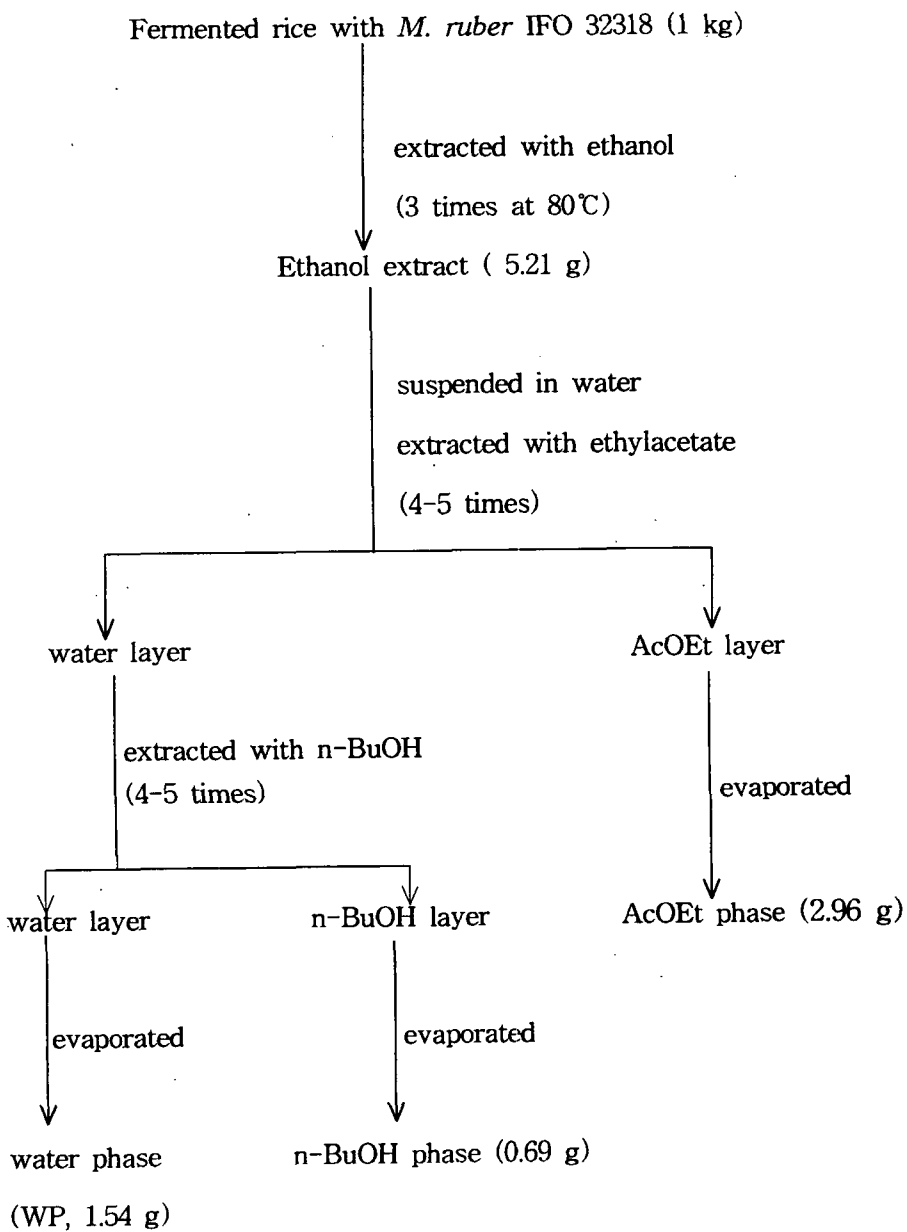 Fermented rice with M. ruber IFO 32318 (1 kg)
extracted with ethanol
(3 times at 80℃)
Ethanol extract ( 5.21 g)
suspended in water
extracted with ethylacetate
(4-5 times)
water layer
AcOEt layer
extracted with n-BuOH
(4-5 times)
evaporated
water layer
n-BuOH layer
AcOEt phase (2.96 g)
evaporated
evaporated
water phase
(WP, 1.54 g)
n-BuOH phase (0.69 g)